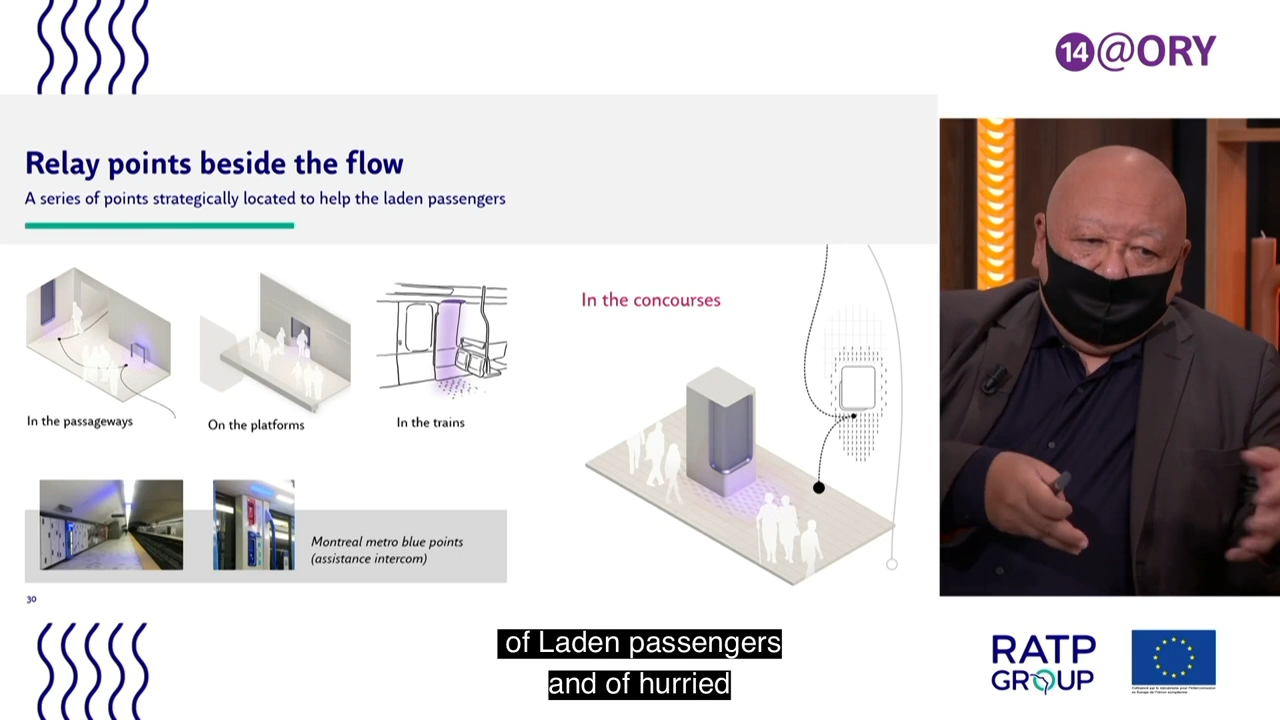 14@ORY
Relay points beside the flow
A series of points strategically located to help the laden passengers
In the concourses
In the passageways
On the platforms
In the trains
Montreal metro blue points
(assistance intercom)
30
of Laden passengers
and of hurried
RATP
GROUP